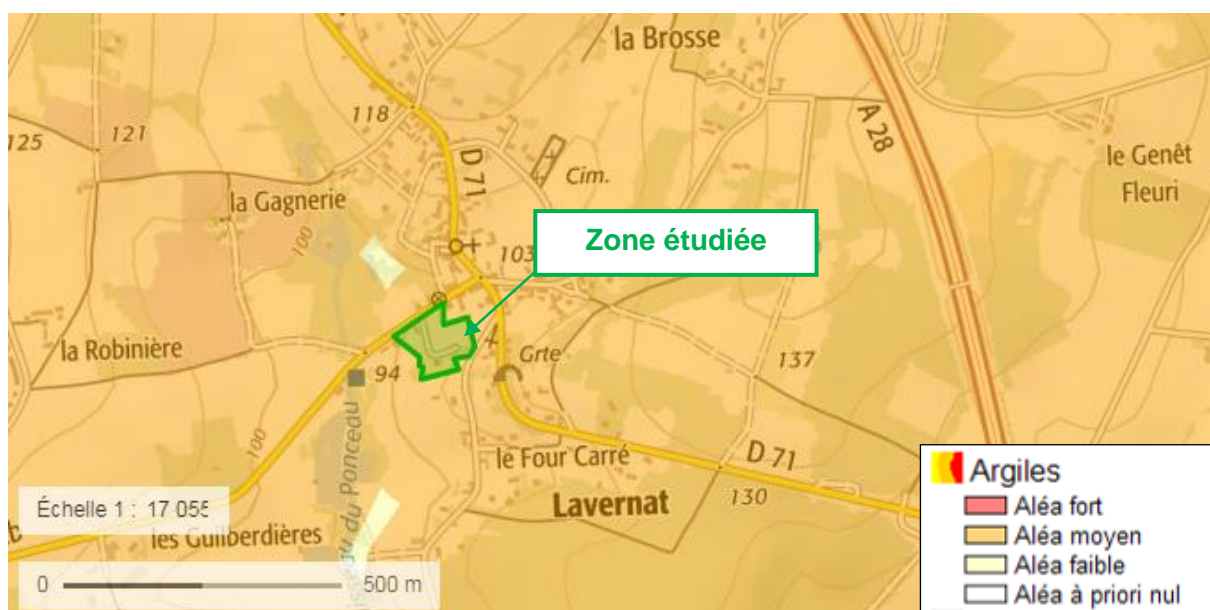 la Brosse
118
A 28
125
121
D 71
le Genêt
Fleuri
Cim.
la Gagnerie
Zone étudiée
100
103
la Robinière
Grte
137
94
100
le Four Carré
D 71
Argiles
Échelle 1 : 17 055
Lavernat
130
Aléa fort
les Guilberdières
du Ponceau
Aléa moyen
Aléa faible
0
500 m
Aléa à priori nul